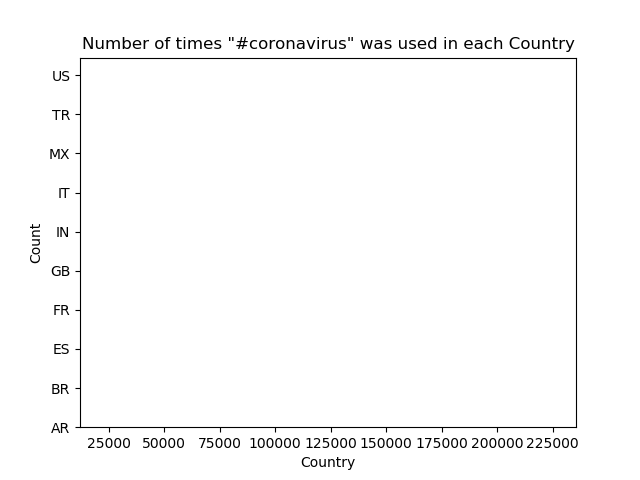 Number of times "#coronavirus" was used in each Country
US
TR
MX
IT
IN
GB
FR
ES
BR
AR
Count
25000 50000 75000 100000 125000 150000 175000 200000 225000
Country